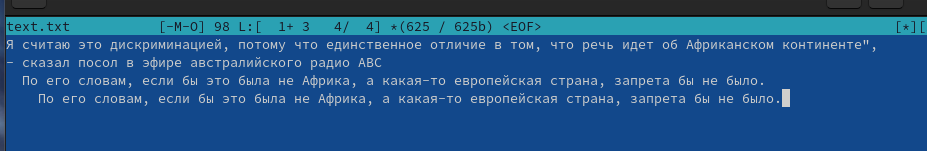 text.txt [-M-O] 98 L:[ 1+ 3 4/ 4] *(625 / 625b) <EOF> [*][
Я считаю это дискриминацией, потому что единственное отличие в том, что речь идет об Африканском континенте",
- сказал посол в эфире австралийского радио ABC
По его словам, если бы это была не Африка, а какая-то европейская страна, запрета бы не было.
По его словам, если бы это была не Африка, а какая-то европейская страна, запрета бы не было.